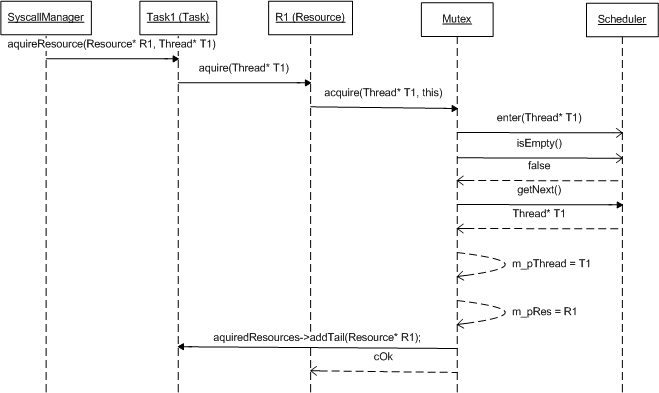 SyscallManager
Task1 (Task)
R1 (Resource)
Mutex
Scheduler
aquireResource(Resource* R1, Thread* T1)
aquire(Thread* T1)
acquire(Thread* T1, this)
enter(Thread* T1)
isEmpty()
false
getNext()
Thread* T1
m_pThread = T1
m_pRes = R1
aquiredResources->addTail(Resource* R1);
cOk